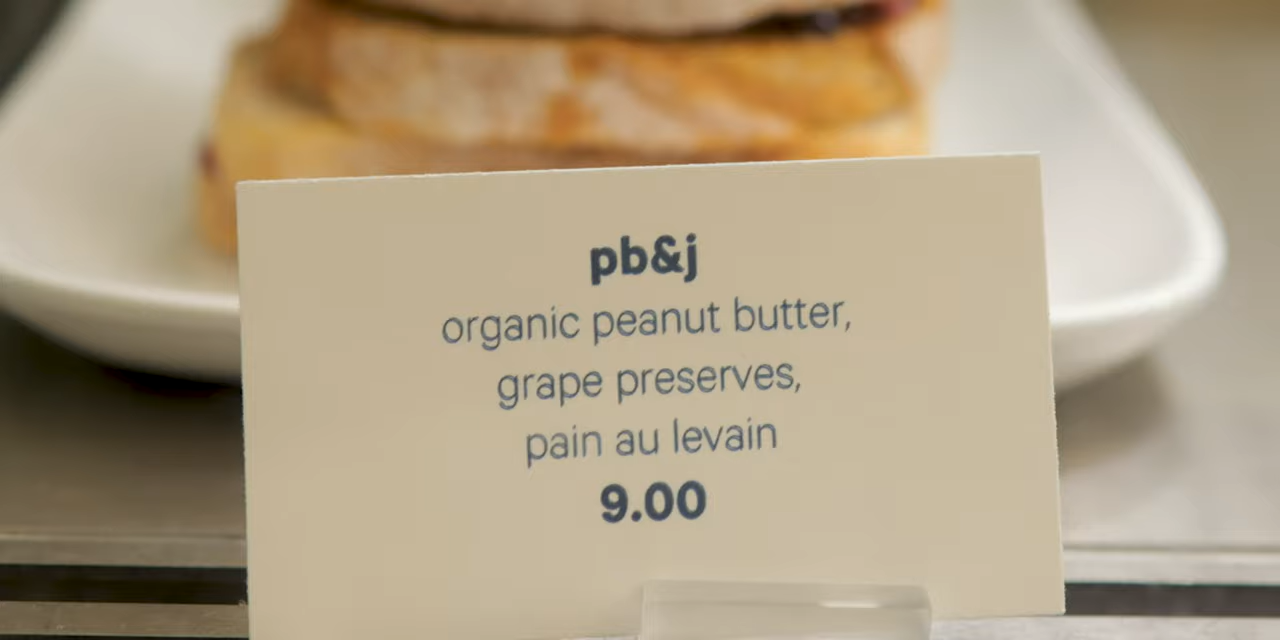 pb&j
organic peanut butter,
grape preserves,
pain au levain
9.00